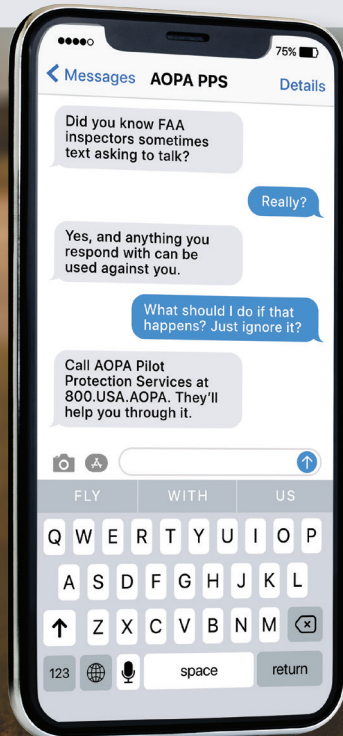 75%
Messages AOPA PPS Details
Did you know FAA
inspectors sometimes
text asking to talk?
Really?
Yes, and anything you
respond with can be
used against you.
What should I do if that
happens? Just ignore it?
Call AOPA Pilot
Protection Services at
800.USA.AOPA. They'll
help you through it.
FLY WITH US
Q W E R T Y U I O P
A S D F G H J K L
Z X C V B N M
123 space return